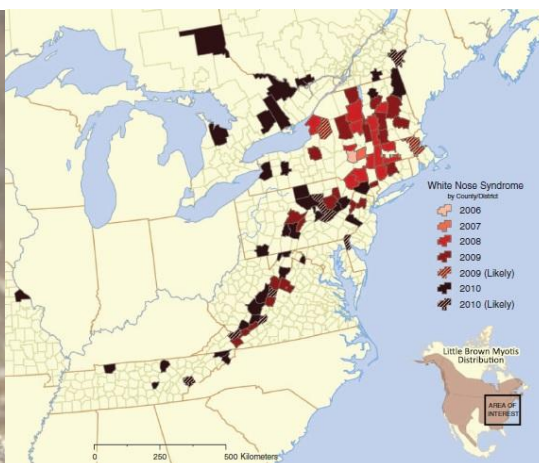 White Nose Syndrome
by County/District
2006
2007
2008
2009
2009 (Likely)
2010
2010 (Likely)
Little Brown Myotis
Distribution
AREA OF
INTEREST
0 250 500 Kilometers